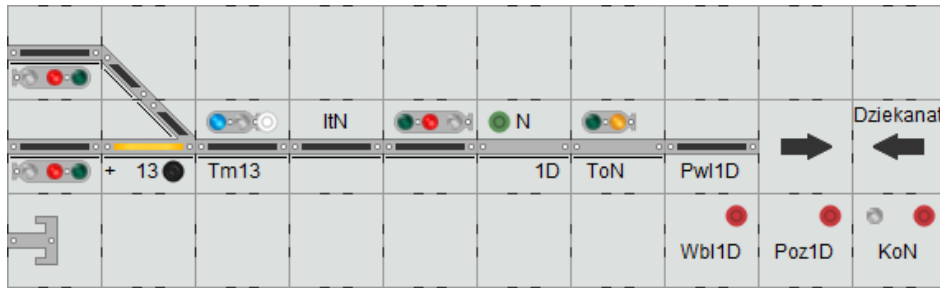 Dziekanat
ItN
N
+ 13
Tm13
1D
ToN
Pwl1D
Wbl1D
Poz1D
KoN